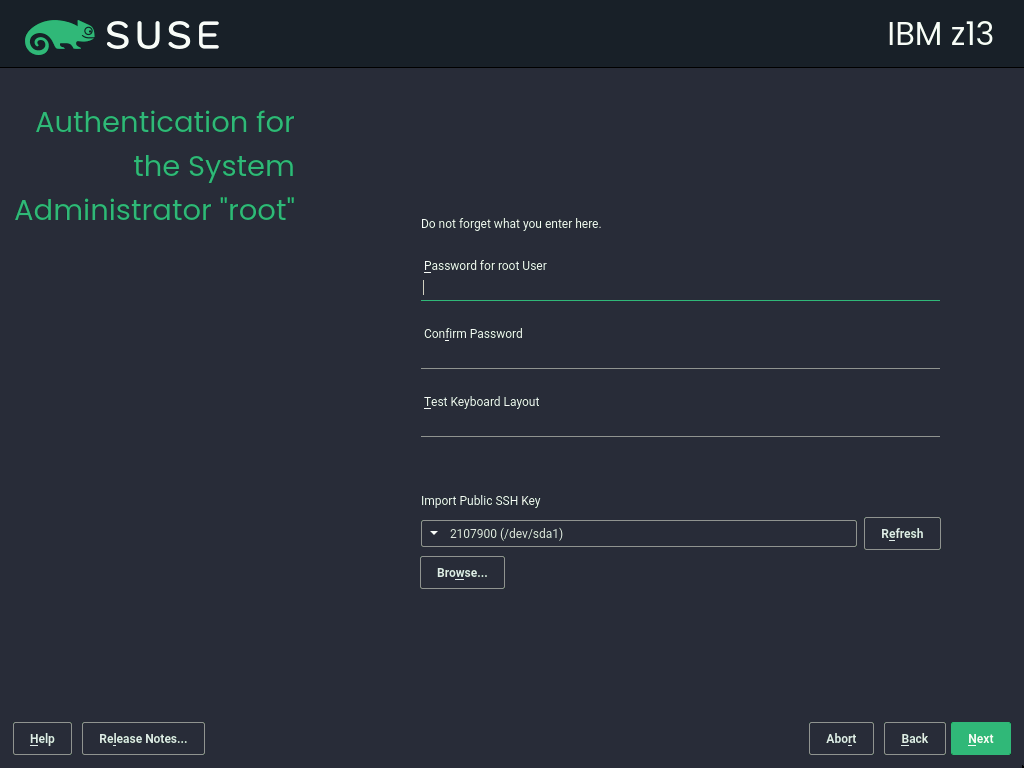 SUSE
IBM z13
Authentication for
the System
Administrator "root"
Do not forget what you enter here.
Password for root User
Confirm Password
Test Keyboard Layout
Import Public SSH Key
2107900 (/dev/sda1)
Refresh
Browse...
Help
Release Notes...
Abort
Back
Next